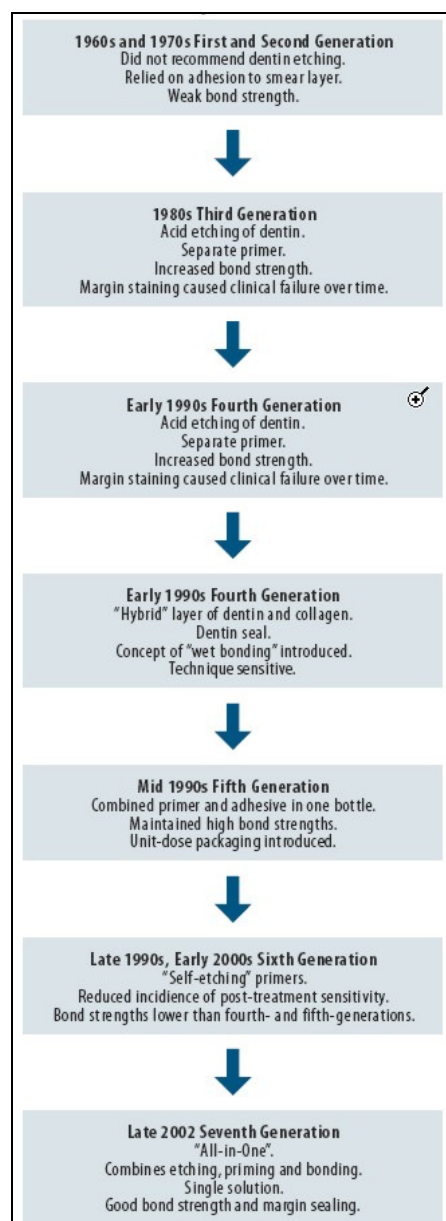 1960s and 1970s First and Second Generation
Did not recommend dentin etching.
Relied on adhesion to smear layer.
Weak bond strength.
1980s Third Generation
Acid etching of dentin.
Separate primer.
Increased bond strength.
Margin staining caused clinical failure over time.
Early 1990s Fourth Generation
Acid etching of dentin.
Separate primer.
Increased bond strength.
Margin staining caused clinical failure over time.
Early 1990s Fourth Generation
"Hybrid" layer of dentin and collagen.
Dentin seal.
Concept of "wet bonding" introduced.
Technique sensitive.
Mid 1990s Fifth Generation
Combined primer and adhesive in one bottle.
Maintained high bond strengths.
Unit-dose packaging introduced.
Late 1990s, Early 2000s Sixth Generation
"Self-etching" primers.
Reduced incidience of post-treatment sensitivity.
Bond strengths lower than fourth- and fifth-generations.
Late 2002 Seventh Generation
"All-in-One".
Combines etching, priming and bonding.
Single solution.
Good bond strength and margin sealing.